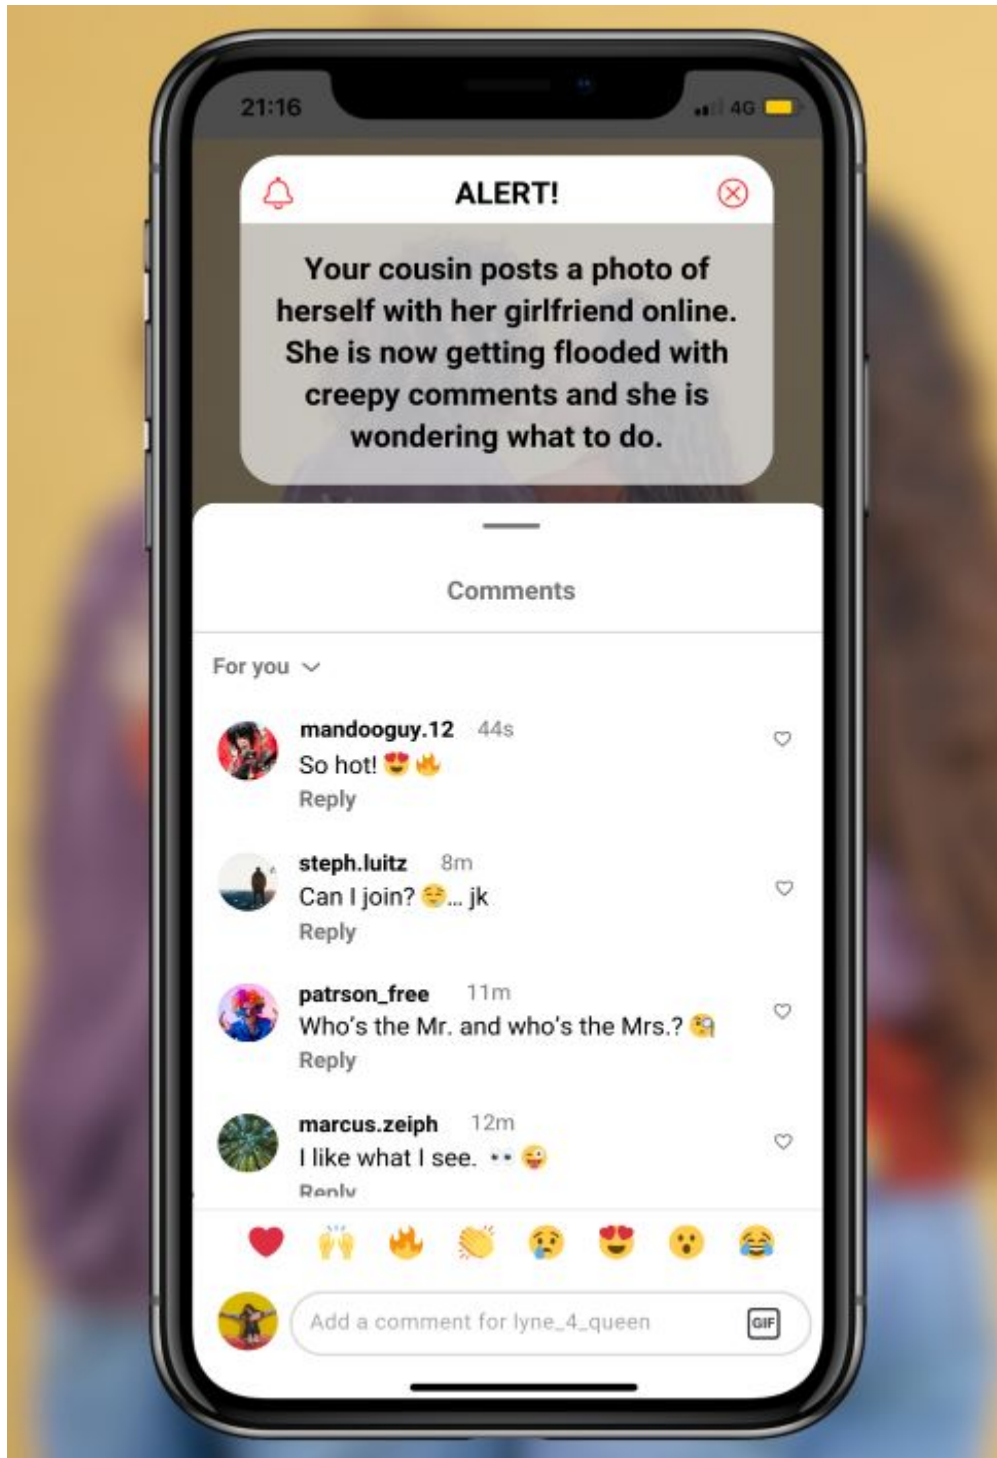 21:16
4G
ALERT!
Your cousin posts a photo of
herself with her girlfriend online.
She is now getting flooded with
creepy comments and she is
wondering what to do.
Comments
For you
mandooguy.12 44s
So hot! 😍🔥
Reply
steph.luitz 8m
Can I join? 😌... jk
Reply
patrson_free 11m
Who's the Mr. and who's the Mrs.? 🧐
Reply
marcus.zeiph 12m
I like what I see. 👀😜
Reply
Add a comment for lyne_4_queen
GIF